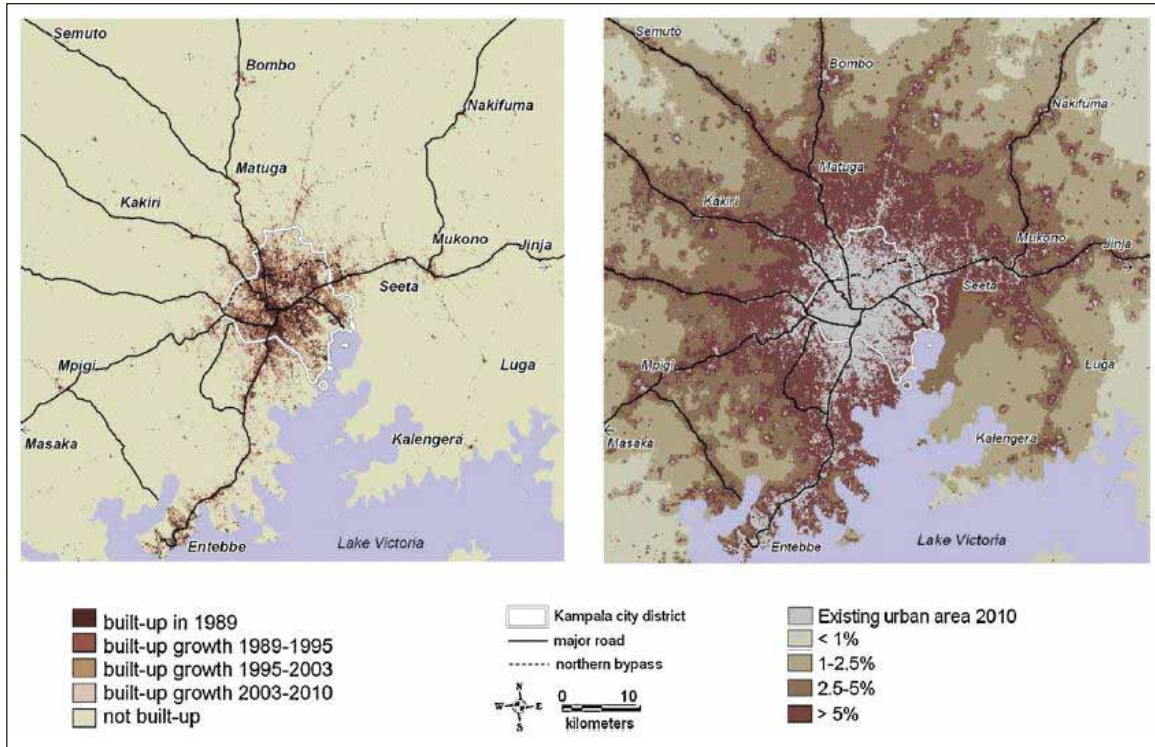 Semuto
Bombo
Nakifuma
Matuga
Kakiri
Mukono
Jinja
Seeta
Mpigi
Luga
Masaka
Kalengera
Entebbe
Lake Victoria
Semuto
Bombo
Nakifuma
Matuga
Kakiri
Mukono
Jinja
Seeta
Mpigi
Luga
Masaka
Kalengera
Entebbe
Lake Victoria
built-up in 1989
built-up growth 1989-1995
built-up growth 1995-2003
built-up growth 2003-2010
not built-up
Kampala city district
major road
northern bypass
N
W E
S
0 10
kilometers
Existing urban area 2010
< 1%
1-2.5%
2.5-5%
> 5%